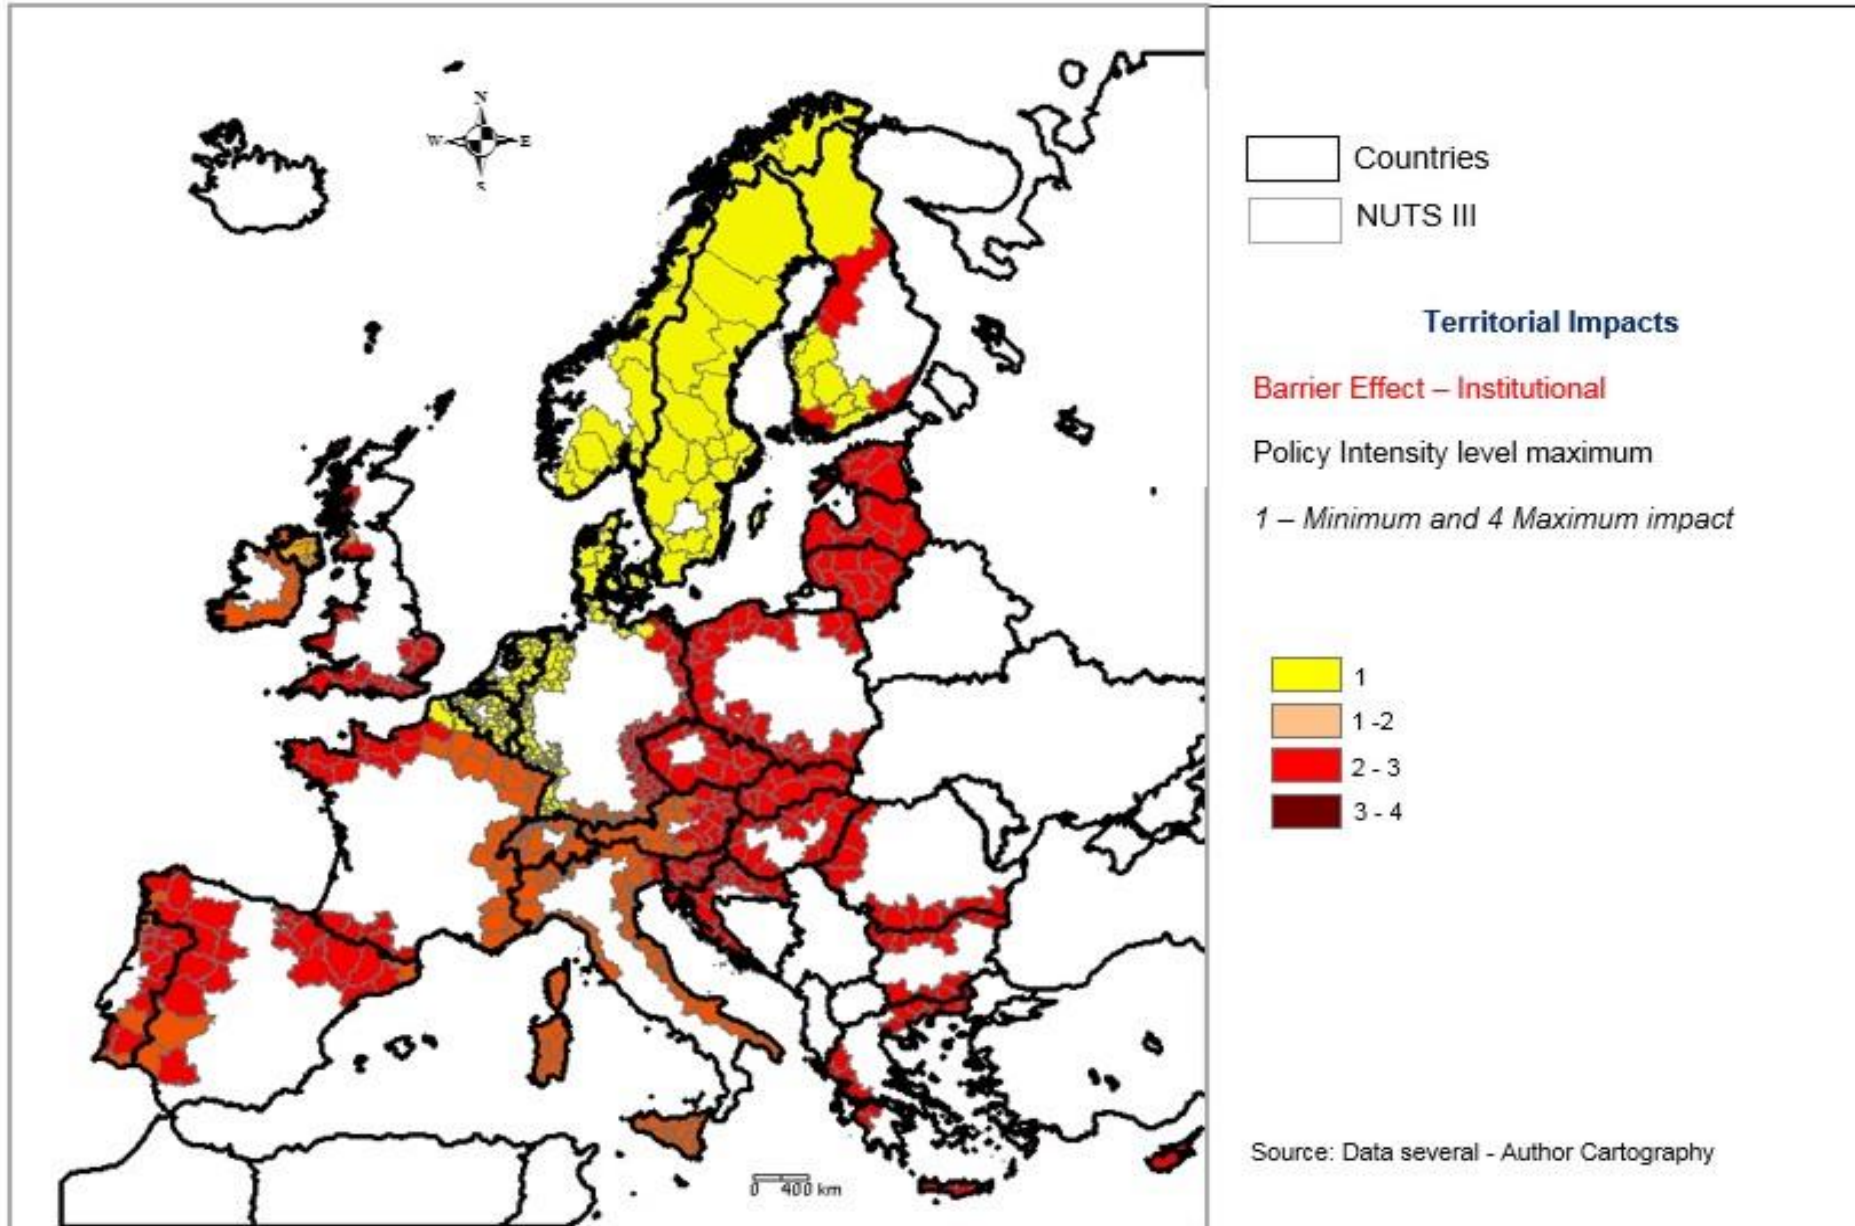 N
W
E
S
0 400 km
Countries
NUTS III
Territorial Impacts
Barrier Effect – Institutional
Policy Intensity level maximum
1 – Minimum and 4 Maximum impact
1
1 -2
2 - 3
3 - 4
Source: Data several - Author Cartography